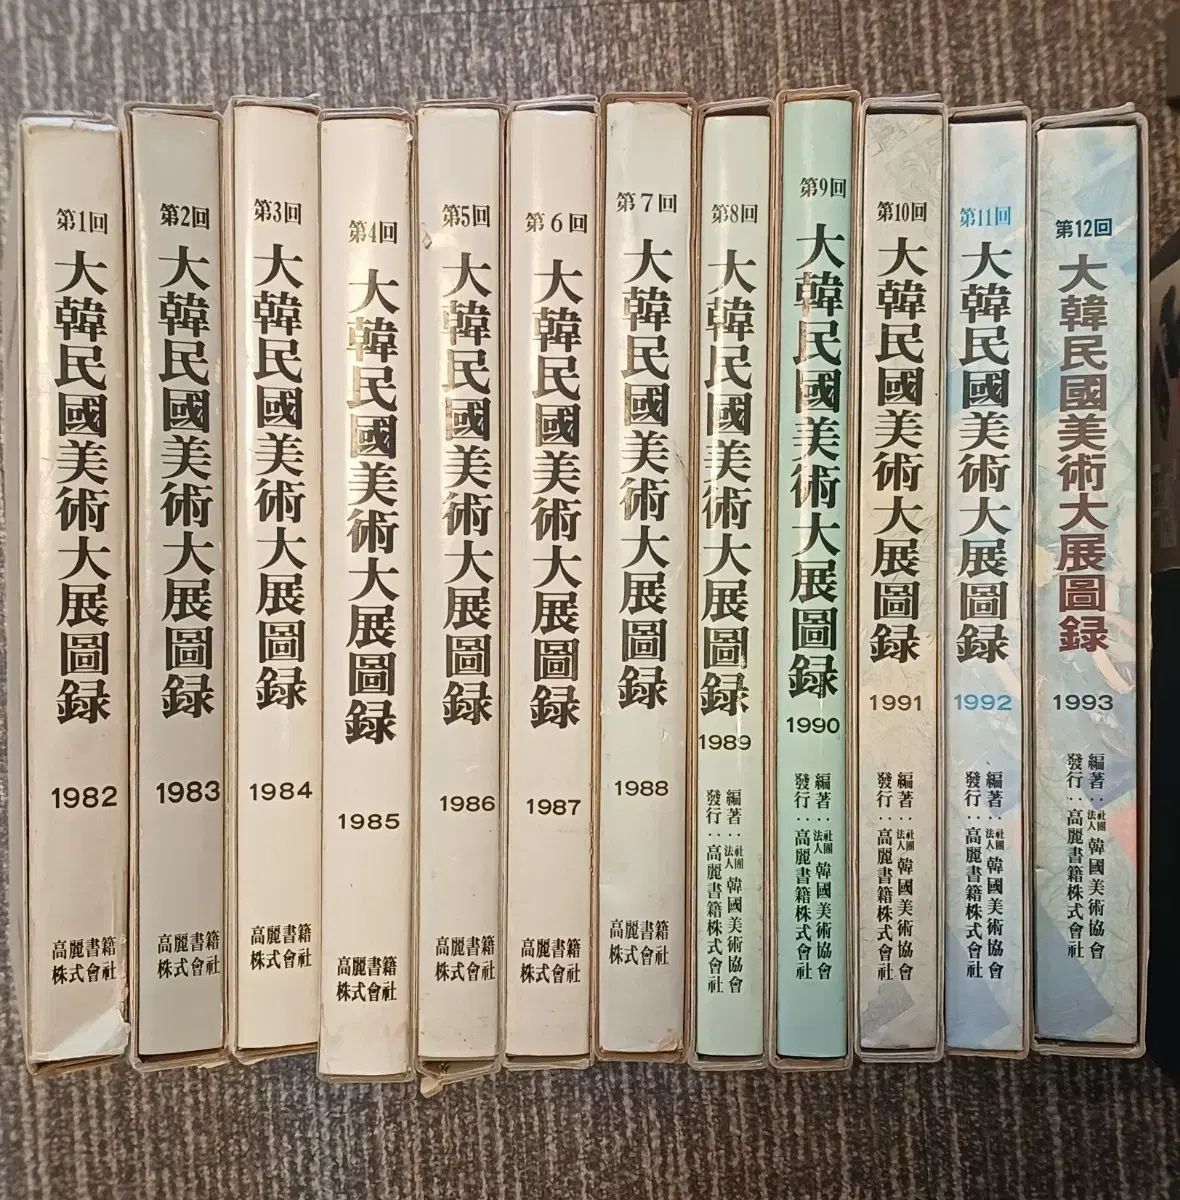 第1回
大韓民國美術大展圖録
1982
高麗書籍
株式會社
第2回
大韓民國美術大展圖録
1983
高麗書籍
株式會社
第3回
大韓民國美術大展圖録
1984
高麗書籍
株式會社
第4回
大韓民國美術大展圖録
1985
高麗書籍
株式會社
第5回
大韓民國美術大展圖録
1986
高麗書籍
株式會社
第6回
大韓民國美術大展圖録
1987
高麗書籍
株式會社
第7回
大韓民國美術大展圖録
1988
高麗書籍
株式會社
第8回
大韓民國美術大展圖録
1989
編著:社團法人 韓國美術協會
發行:高麗書籍株式會社
第9回
大韓民國美術大展圖録
1990
編著:社團法人 韓國美術協會
發行:高麗書籍株式會社
第10回
大韓民國美術大展圖録
1991
編著:社團法人 韓國美術協會
發行:高麗書籍株式會社
第11回
大韓民國美術大展圖録
1992
編著:社團法人 韓國美術協會
發行:高麗書籍株式會社
第12回
大韓民國美術大展圖録
1993
編著:社團法人 韓國美術協會
發行:高麗書籍株式會社